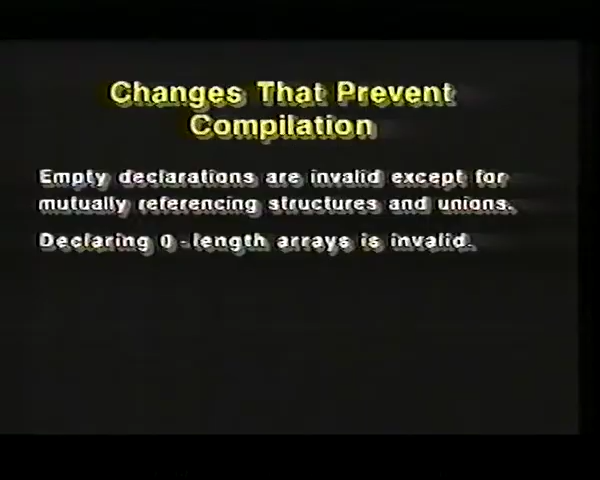 Changes That Prevent
Compilation
Empty declarations are invalid except for
mutually referencing structures and unions.
Declaring 0-length arrays is invalid.